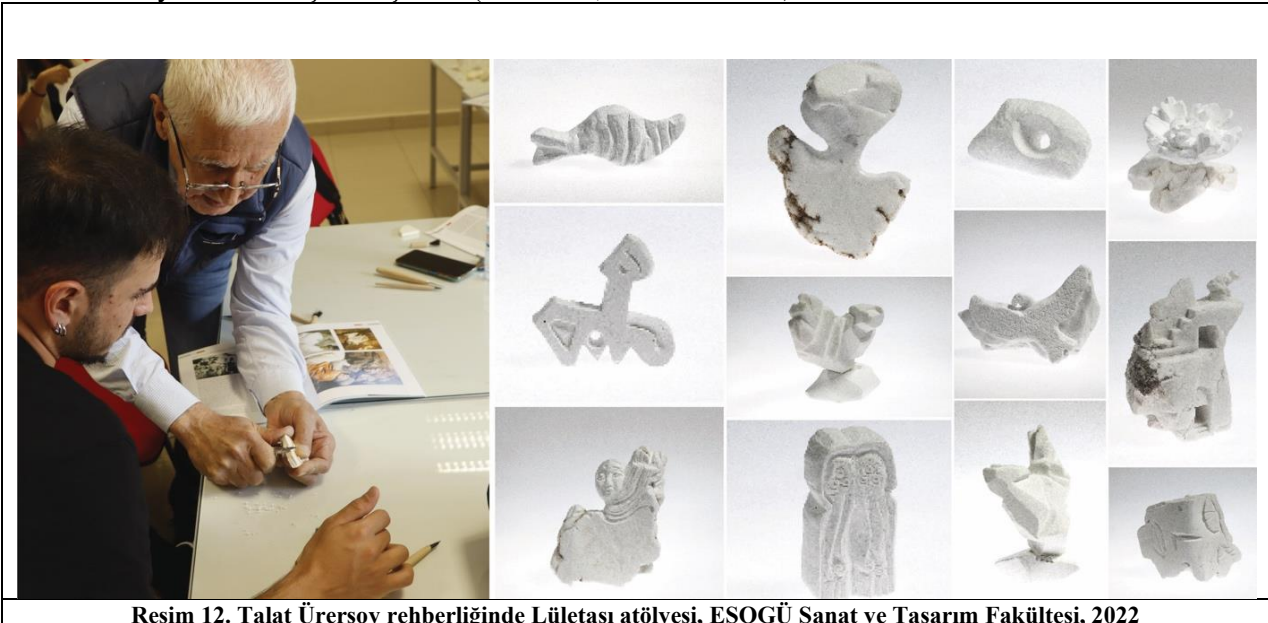 Resim 12. Talat Ürersoy rehberliğinde Lületaşı atölyesi, ESOGÜ Sanat ve Tasarım Fakültesi, 2022